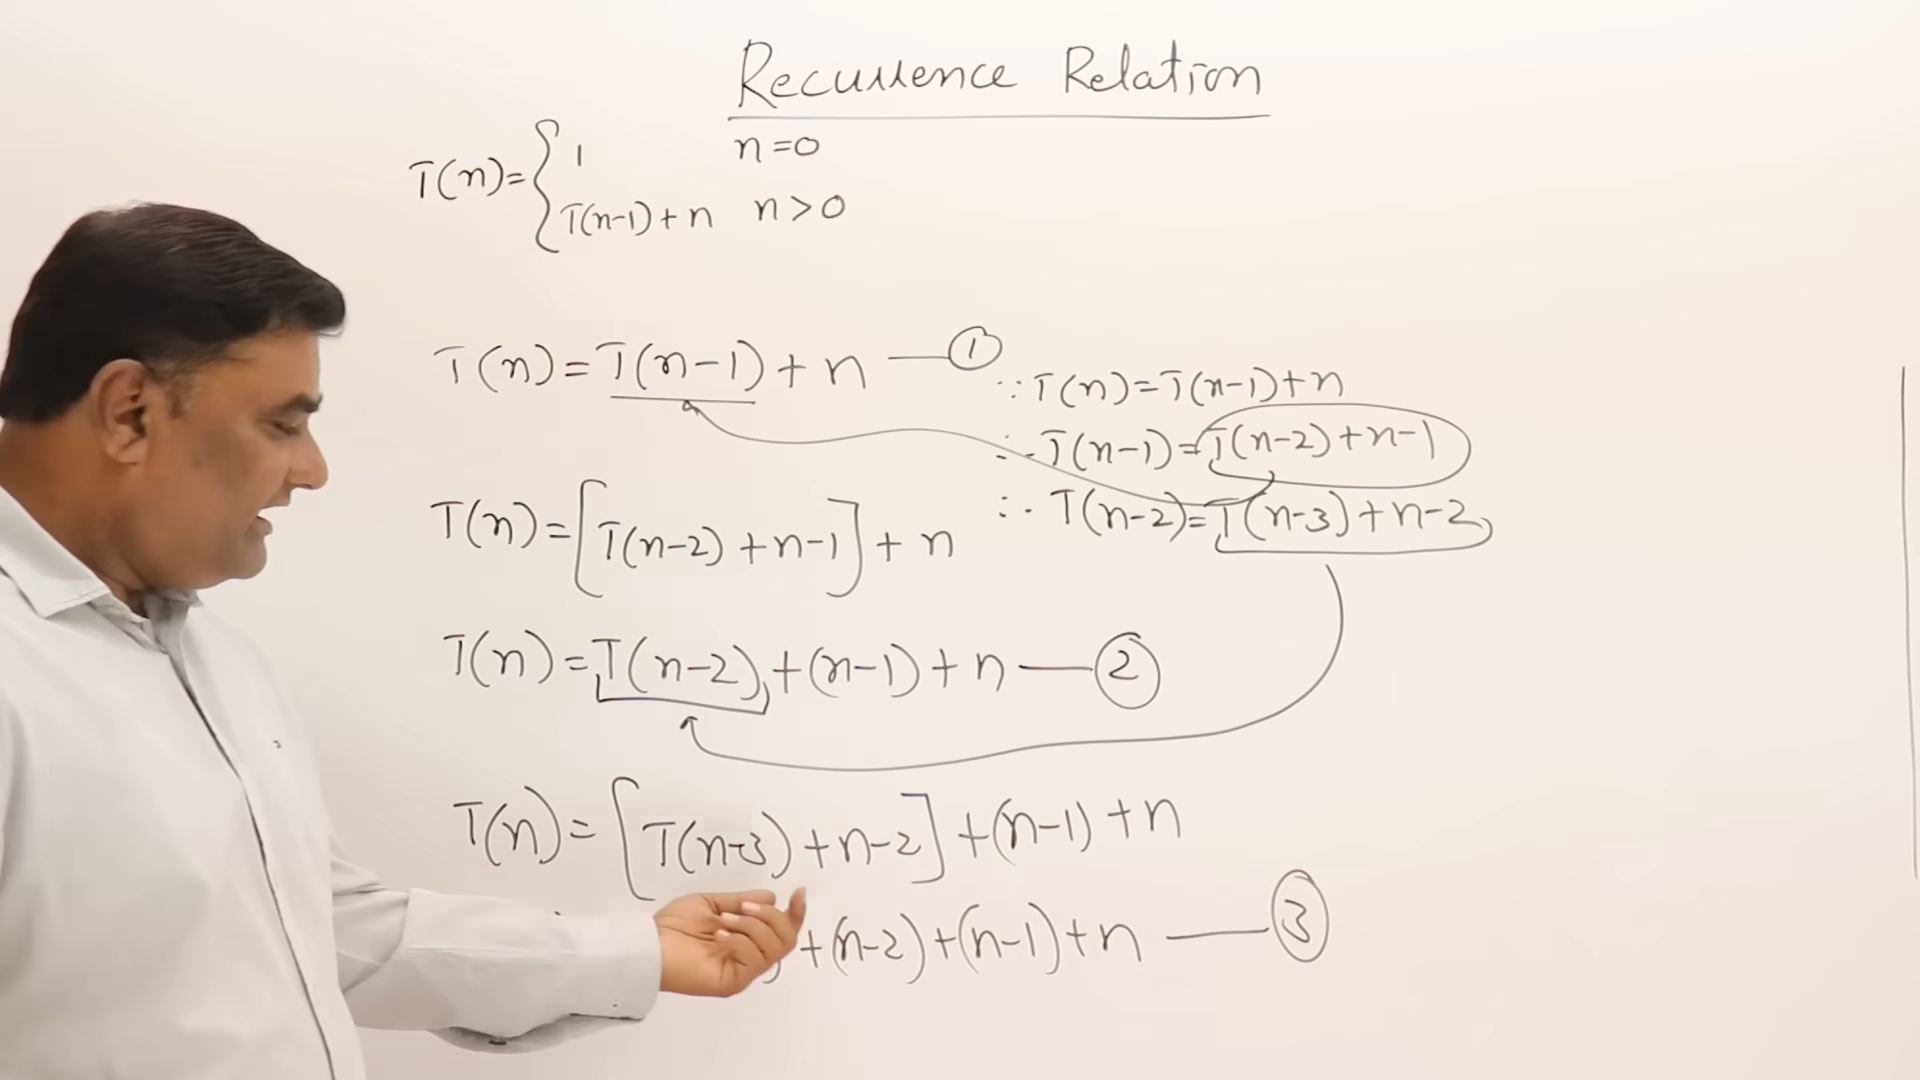 Recurrence Relation
T(n)= { 1 n=0
T(n-1)+n n>0
T(n)=T(n-1)+n — ①
∵ T(n)=T(n-1)+n
∴ T(n-1)=T(n-2)+n-1
∴ T(n-2)=T(n-3)+n-2
T(n)=[T(n-2)+n-1]+n
T(n)=T(n-2)+(n-1)+n — ②
T(n)=[T(n-3)+n-2]+(n-1)+n
)+(n-2)+(n-1)+n — ③